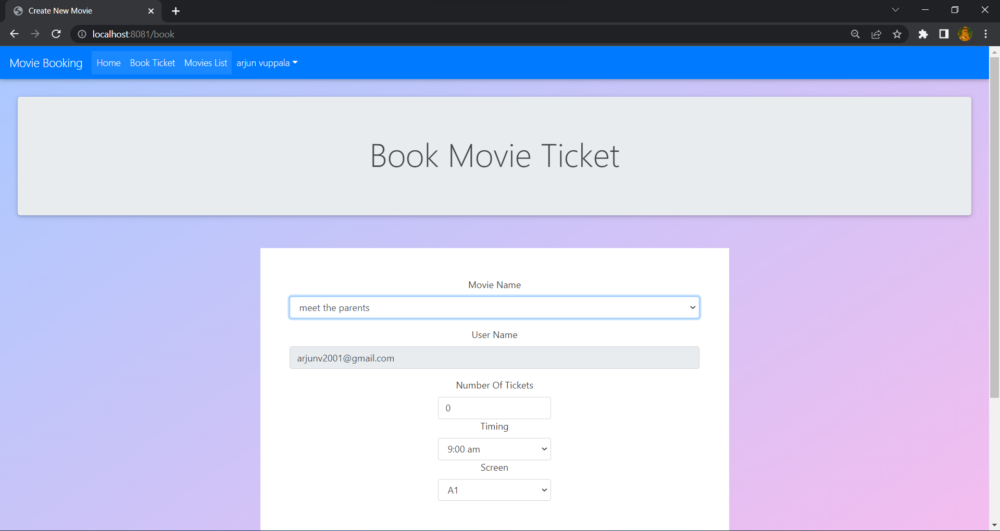 Create New Movie
localhost:8081/book
Movie Booking Home Book Ticket Movies List arjun vuppala
Book Movie Ticket
Movie Name
meet the parents
User Name
arjunv2001@gmail.com
Number Of Tickets
0
Timing
9:00 am
Screen
A1